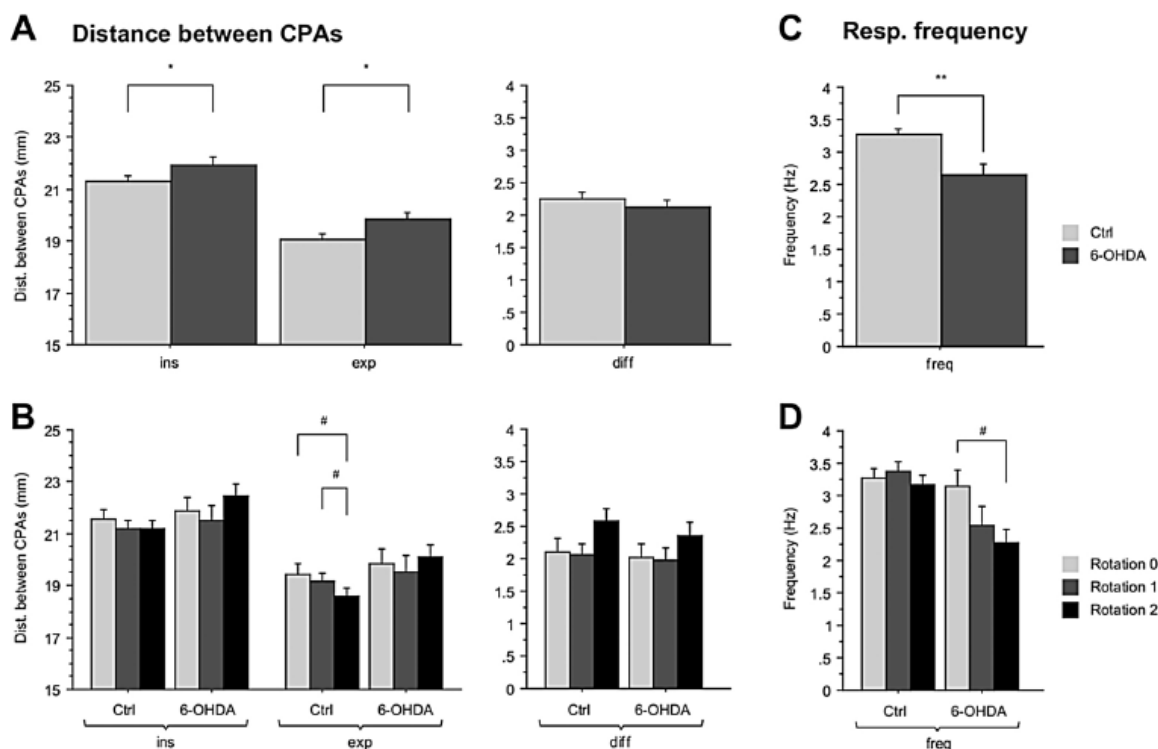 A Distance between CPAs
Dist. between CPAs (mm)
25
23
21
19
17
15
*
*
ins
exp
4
3.5
3
2.5
2
1.5
1
.5
0
diff
C Resp. frequency
Frequency (Hz)
4
3.5
3
2.5
2
1.5
1
.5
0
**
freq
Ctrl
6-OHDA
B
Dist. between CPAs (mm)
25
23
21
19
17
15
#
#
Ctrl 6-OHDA Ctrl 6-OHDA
ins exp
4
3.5
3
2.5
2
1.5
1
.5
0
Ctrl 6-OHDA
diff
D
Frequency (Hz)
4
3.5
3
2.5
2
1.5
1
.5
0
#
Ctrl 6-OHDA
freq
Rotation 0
Rotation 1
Rotation 2